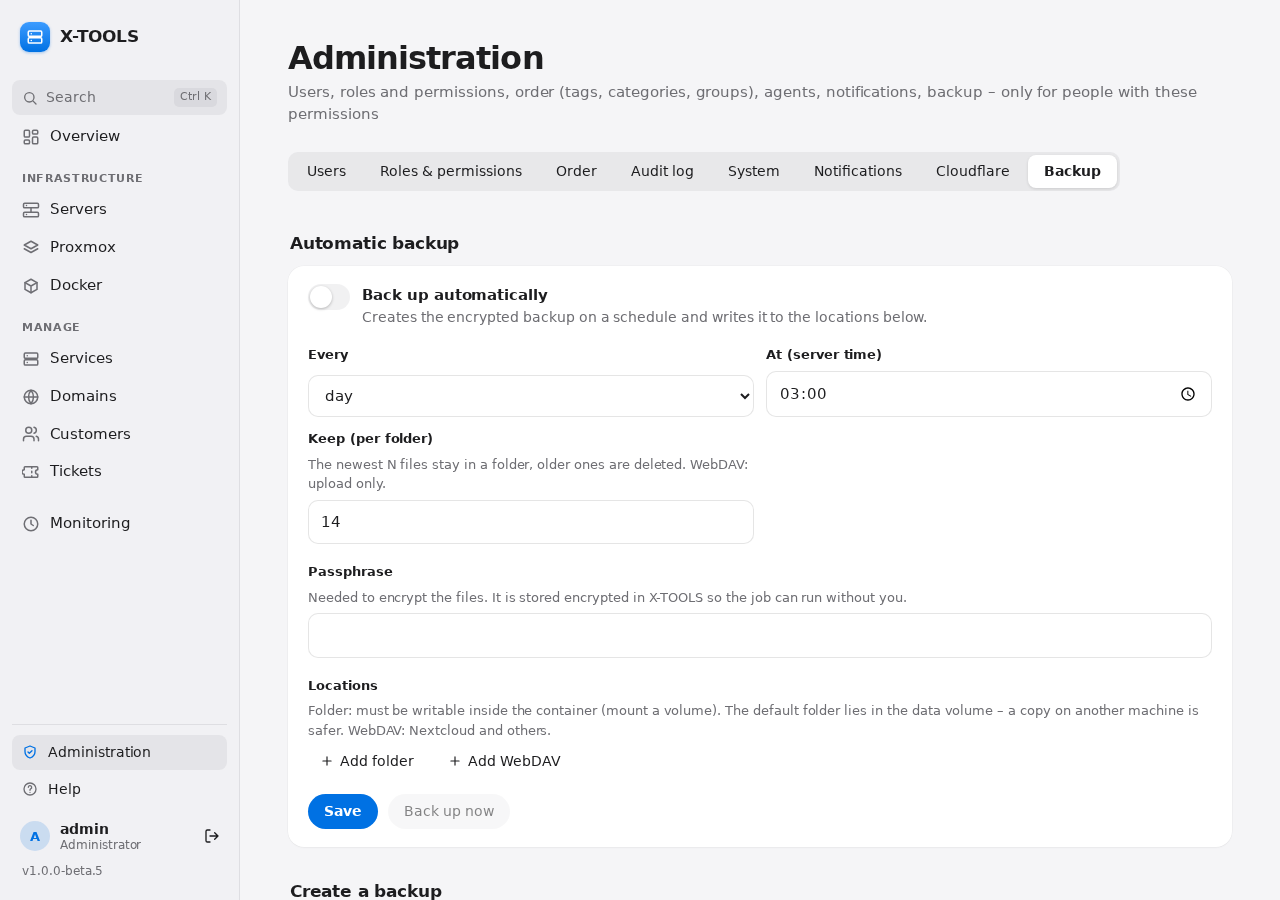 X-TOOLS
Search
Ctrl K
Overview
INFRASTRUCTURE
Servers
Proxmox
Docker
MANAGE
Services
Domains
Customers
Tickets
Monitoring
Administration
Help
A
admin
Administrator
v1.0.0-beta.5
Administration
Users, roles and permissions, order (tags, categories, groups), agents, notifications, backup – only for people with these
permissions
Users
Roles & permissions
Order
Audit log
System
Notifications
Cloudflare
Backup
Automatic backup
Back up automatically
Creates the encrypted backup on a schedule and writes it to the locations below.
Every
At (server time)
day
03:00
Keep (per folder)
The newest N files stay in a folder, older ones are deleted. WebDAV:
upload only.
14
Passphrase
Needed to encrypt the files. It is stored encrypted in X-TOOLS so the job can run without you.
Locations
Folder: must be writable inside the container (mount a volume). The default folder lies in the data volume – a copy on another machine is
safer. WebDAV: Nextcloud and others.
+ Add folder
+ Add WebDAV
Save
Back up now
Create a backup